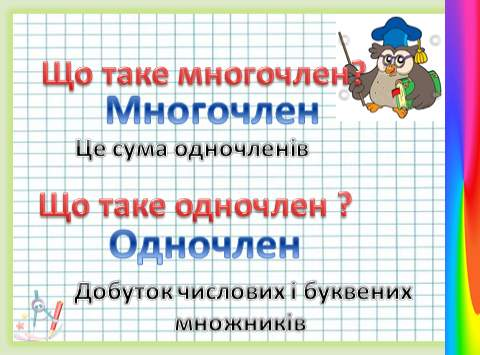 Що таке многочлен?
Многочлен
Це сума одночленів
Що таке одночлен ?
Одночлен
Добуток числових і буквених
множників